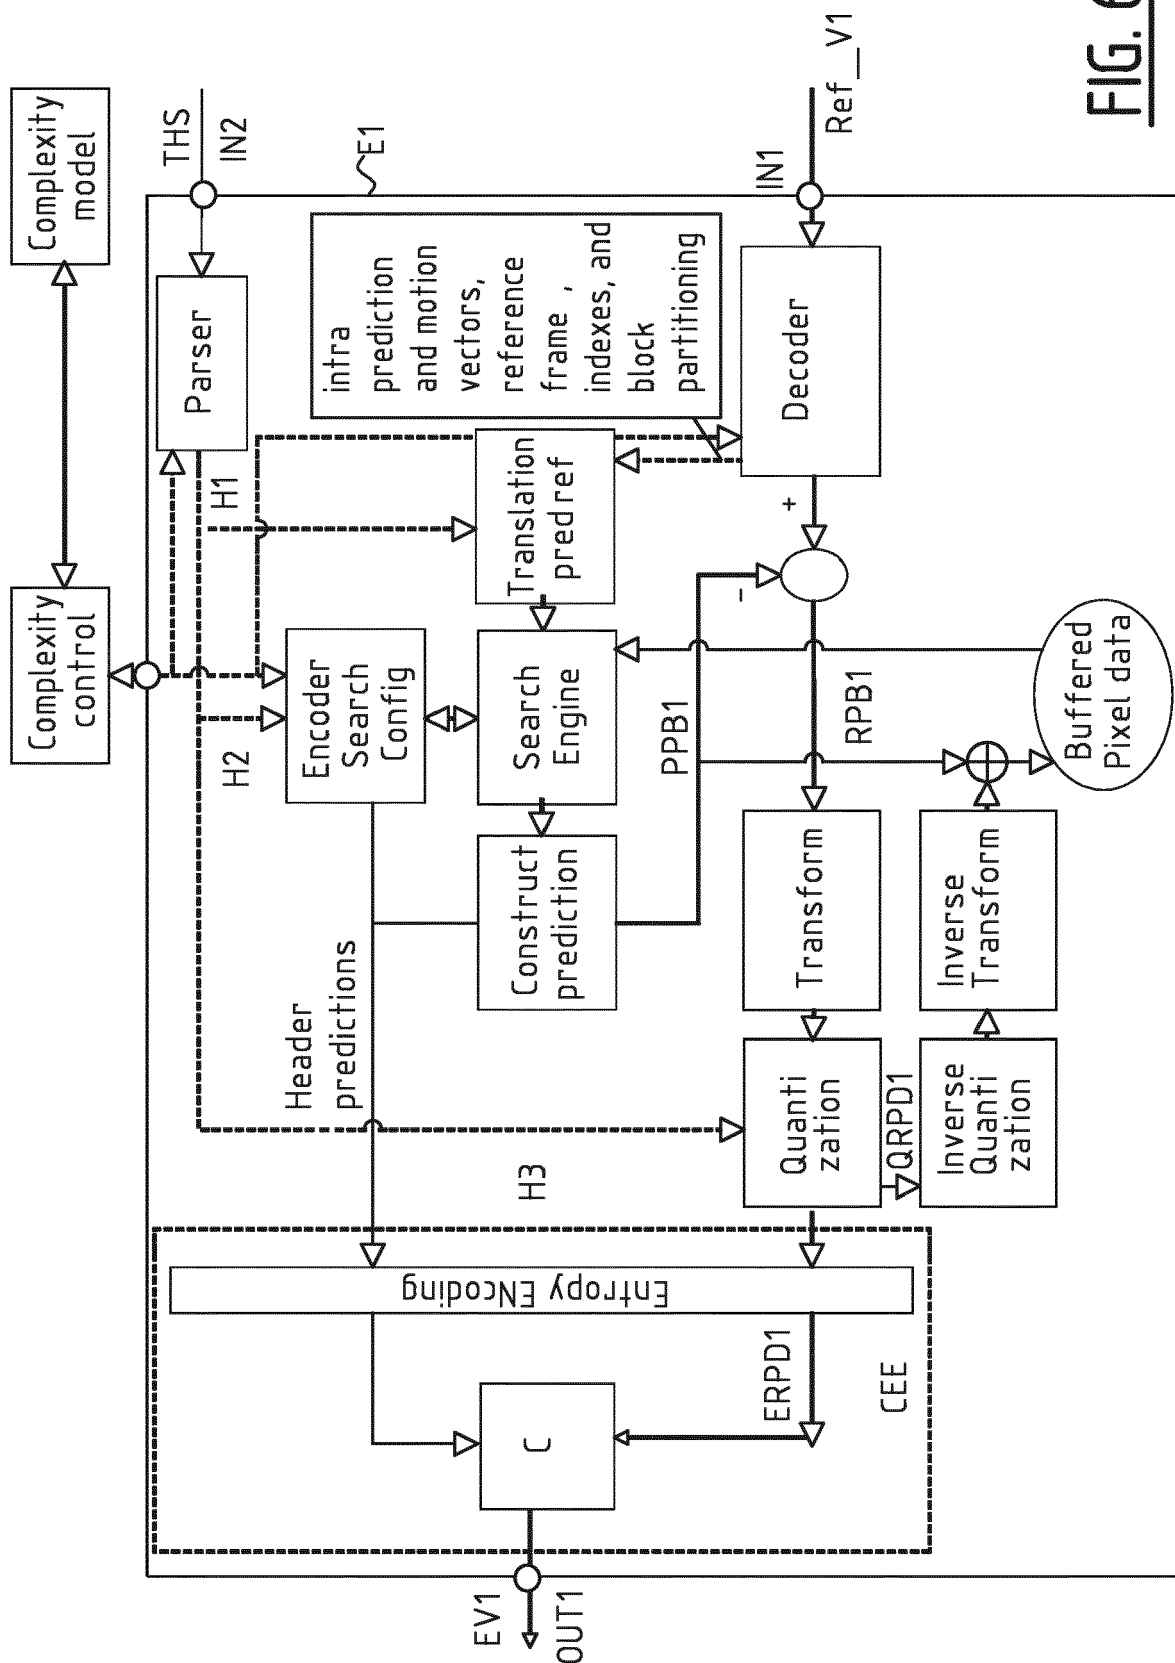 Complexity
control
Complexity
model
THS
IN2
E1
Parser
H1
H2
Encoder
Search
Config
Translation
pred ref
intra
prediction
and motion
vectors,
reference
frame ,
indexes, and
block
partitioning
IN1
Ref_V1
Decoder
+
-
Header
predictions
Construct
prediction
Search
Engine
PPB1
RPB1
H3
Entropy ENcoding
Quanti
zation
Transform
QRPD1
Inverse
Quanti
zation
Inverse
Transform
Buffered
Pixel data
C
ERPD1
CEE
EV1
OUT1
FIG. 6